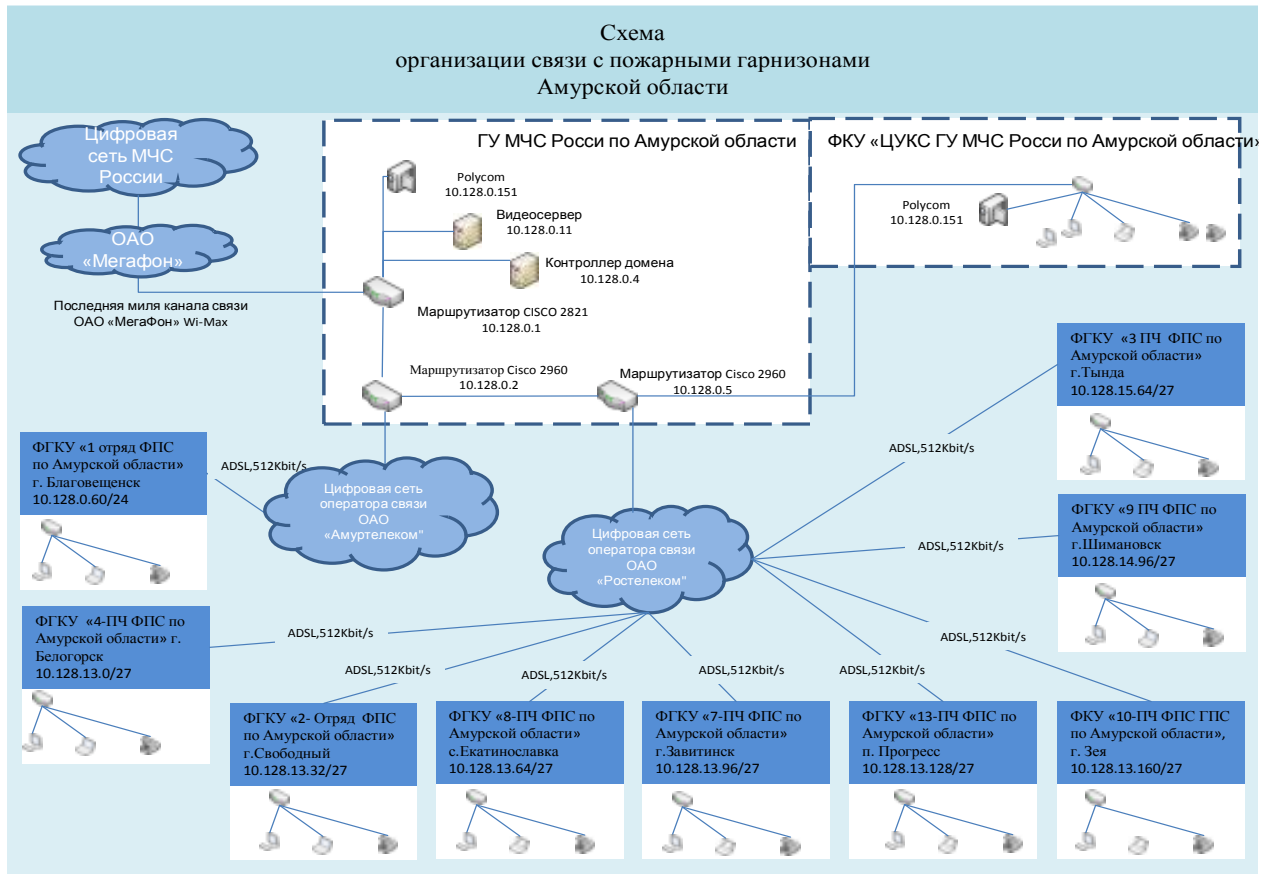 Схема
организации связи с пожарными гарнизонами
Амурской области
Цифровая
сеть МЧС
России
ОАО
«Мегафон»
Последняя миля канала связи
ОАО «МегаФон» Wi-Max
ГУ МЧС Росси по Амурской области
Polycom
10.128.0.151
Видеосервер
10.128.0.11
Контроллер домена
10.128.0.4
Маршрутизатор CISCO 2821
10.128.0.1
Маршрутизатор Cisco 2960
10.128.0.2
Маршрутизатор Cisco 2960
10.128.0.5
ФКУ «ЦУКС ГУ МЧС Росси по Амурской области»
Polycom
10.128.0.151
ФГКУ «3 ПЧ ФПС по
Амурской области»
г.Тында
10.128.15.64/27
ADSL,512Kbit/s
ФГКУ «1 отряд ФПС
по Амурской области»
г. Благовещенск
10.128.0.60/24
ADSL,512Kbit/s
Цифровая сеть
оператора связи
ОАО
«Амуртелеком"
Цифровая сеть
оператора связи
ОАО
«Ростелеком"
ФГКУ «9 ПЧ ФПС по
Амурской области»
г.Шимановск
10.128.14.96/27
ADSL,512Kbit/s
ФГКУ «4-ПЧ ФПС по
Амурской области» г.
Белогорск
10.128.13.0/27
ADSL,512Kbit/s
ADSL,512Kbit/s
ADSL,512Kbit/s
ADSL,512Kbit/s
ADSL,512Kbit/s
ADSL,512Kbit/s
ФГКУ «2- Отряд ФПС
по Амурской области»
г.Свободный
10.128.13.32/27
ФГКУ «8-ПЧ ФПС по
Амурской области»
с.Екатинославка
10.128.13.64/27
ФГКУ «7-ПЧ ФПС по
Амурской области»
г.Завитинск
10.128.13.96/27
ФГКУ «13-ПЧ ФПС по
Амурской области»
п. Прогресс
10.128.13.128/27
ФКУ «10-ПЧ ФПС ГПС
по Амурской области»,
г. Зея
10.128.13.160/27